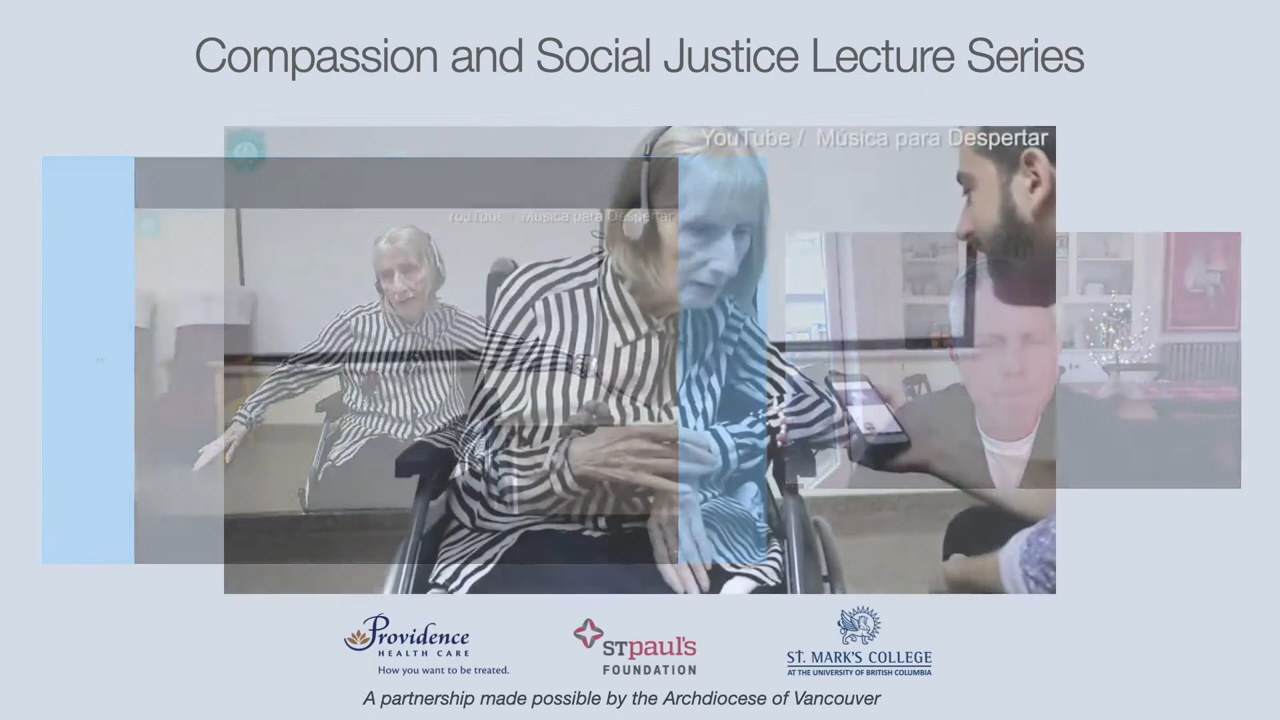 Compassion and Social Justice Lecture Series
YouTube / Música para Despertar
YouTube / Música para Despertar
Providence
HEALTH CARE
How you want to be treated.
STPAUL'S
FOUNDATION
ST. MARK'S COLLEGE
AT THE UNIVERSITY OF BRITISH COLUMBIA
A partnership made possible by the Archdiocese of Vancouver